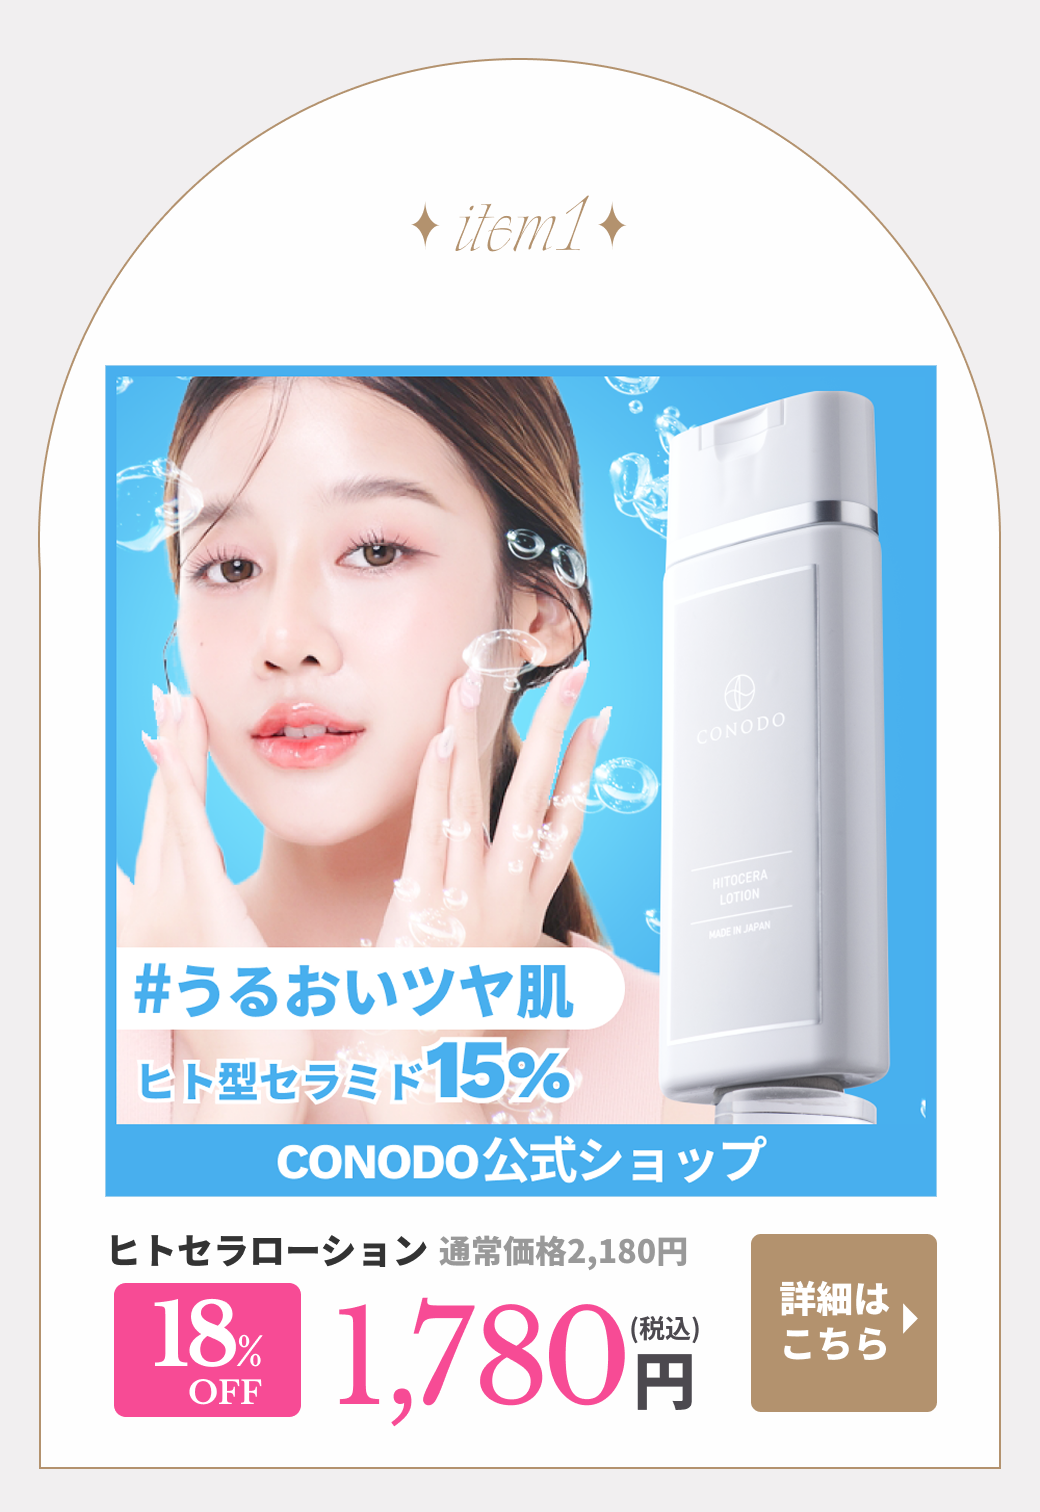 item1
CONODO
HITOCERA
LOTION
MADE IN JAPAN
#うるおいツヤ肌
ヒト型セラミド15%
CONODO公式ショップ
ヒトセラローション 通常価格2,180円
18%
OFF
1,780(税込)円
詳細は
こちら